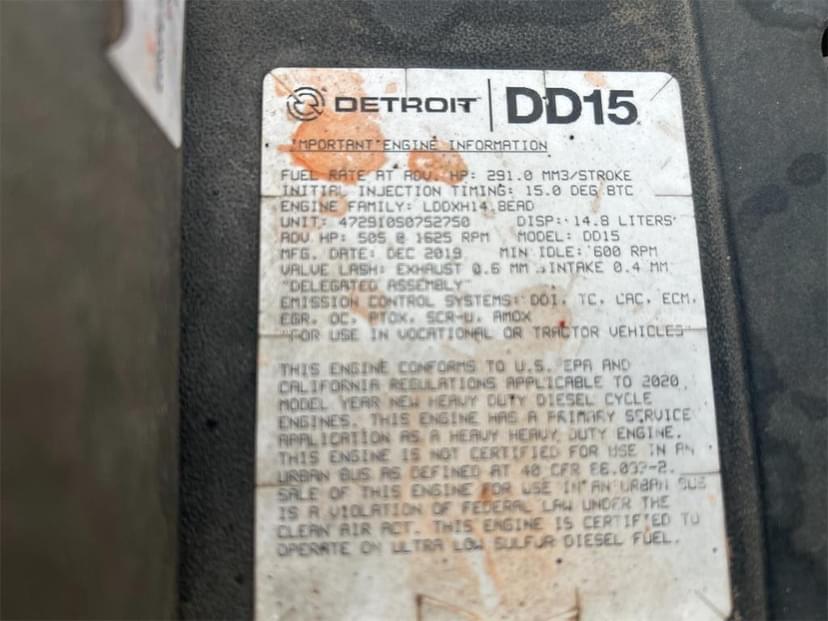 DETROIT DD15
IMPORTANT ENGINE INFORMATION
FUEL RATE AT ADV. HP: 291.0 MM3/STROKE
INITIAL INJECTION TIMING: 15.0 DEG BTC
ENGINE FAMILY: LDDXH14.8EAD
UNIT: 472910S0752750 DISP: 14.8 LITERS
ADV HP: 505 @ 1625 RPM MODEL: DD15
MFG. DATE: DEC 2019 MIN IDLE: 600 RPM
VALVE LASH: EXHAUST 0.6 MM INTAKE 0.4 MM
"DELEGATED ASSEMBLY"
EMISSION CONTROL SYSTEMS: DDI, TC, CAC, ECM,
EGR, OC, PTOX, SCR-U, AMOX
"FOR USE IN VOCATIONAL OR TRACTOR VEHICLES"
THIS ENGINE CONFORMS TO U.S. EPA AND
CALIFORNIA REGULATIONS APPLICABLE TO 2020
MODEL YEAR NEW HEAVY DUTY DIESEL CYCLE
ENGINES. THIS ENGINE HAS A PRIMARY SERVICE
APPLICATION AS A HEAVY HEAVY DUTY ENGINE.
THIS ENGINE IS NOT CERTIFIED FOR USE IN AN
URBAN BUS AS DEFINED AT 40 CFR 86.093-2.
SALE OF THIS ENGINE FOR USE IN AN URBAN BUS
IS A VIOLATION OF FEDERAL LAW UNDER THE
CLEAN AIR ACT. THIS ENGINE IS CERTIFIED TO
OPERATE ON ULTRA LOW SULFUR DIESEL FUEL.